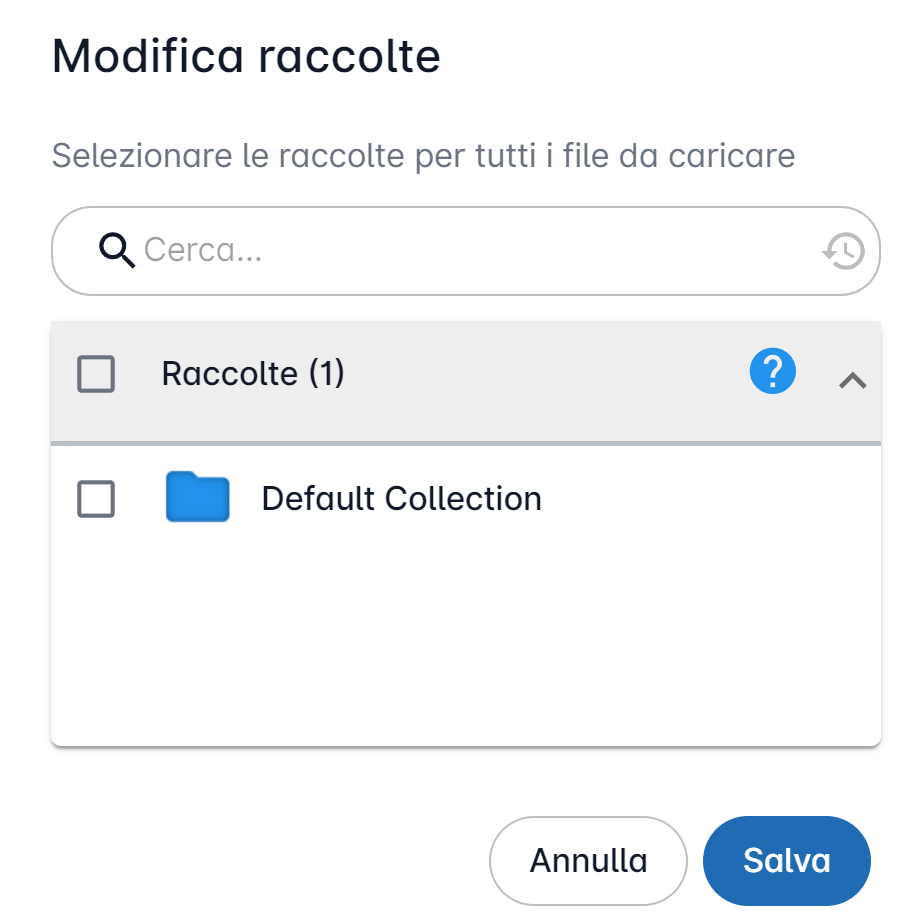 Modifica raccolte
Selezionare le raccolte per tutti i file da caricare
Cerca...
Raccolte (1)
?
Default Collection
Annulla
Salva